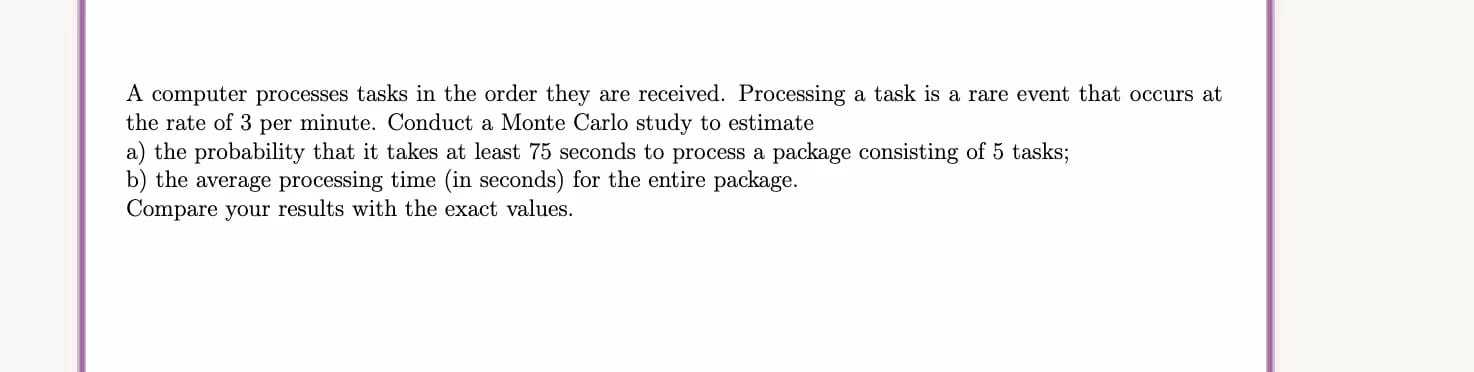 A computer processes tasks in the order they are received. Processing a task is a rare event that occurs at
the rate of 3 per minute. Conduct a Monte Carlo study to estimate
a) the probability that it takes at least 75 seconds to process a package consisting of 5 tasks;
b) the average processing time (in seconds) for the entire package.
Compare your results with the exact values.